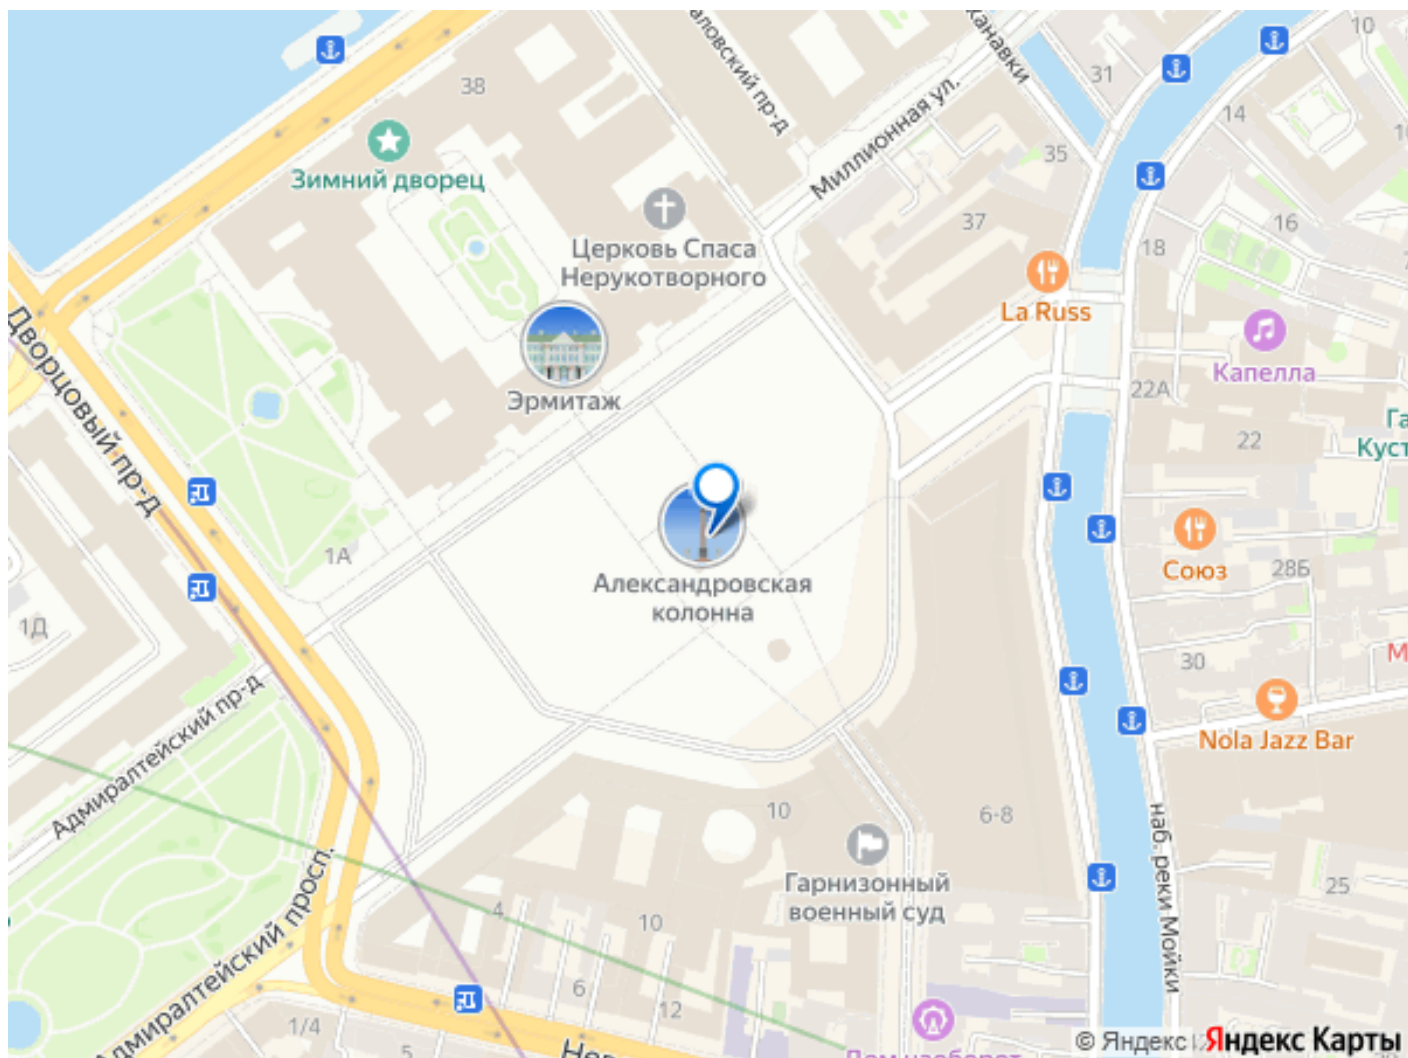 10
38
31
Миллионная ул.
14
Зимний дворец
35
16
Церковь Спаса
Нерукотворного
37
18
La Russ
Дворцовый пр-д
Эрмитаж
Капелла
22А
22
1А
Александровская
колонна
Союз
28Б
1Д
30
Адмиралтейский пр-д
Nola Jazz Bar
10
6-8
наб. реки Мойки
Гарнизонный
военный суд
25
4
10
Адмиралтейский просп.
6
12
1/4
5
© Яндекс
Яндекс Карты